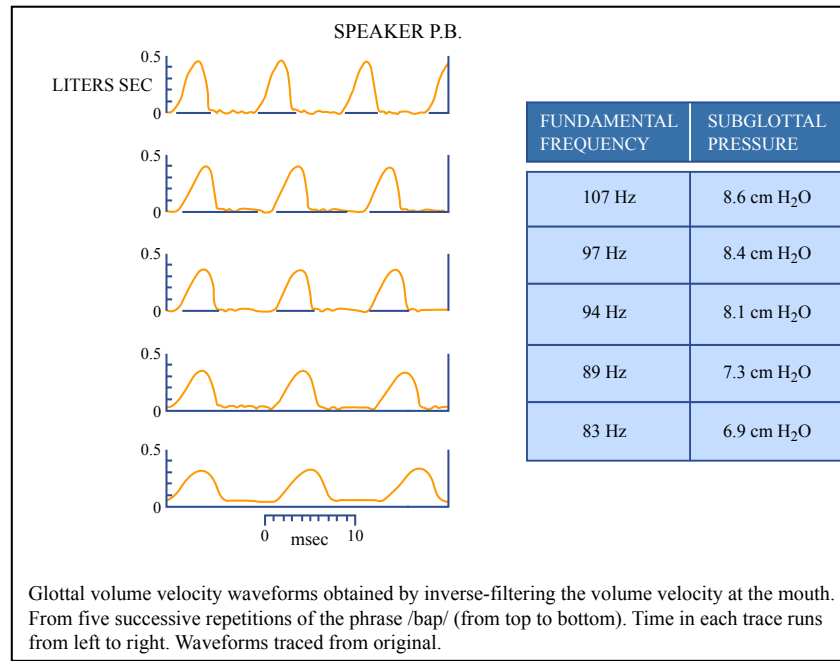 SPEAKER P.B.
LITERS SEC
0.5
0
0.5
0
0.5
0
0.5
0
0.5
0
0
msec
10
FUNDAMENTAL FREQUENCY SUBGLOTTAL PRESSURE
107 Hz 8.6 cm H₂O
97 Hz 8.4 cm H₂O
94 Hz 8.1 cm H₂O
89 Hz 7.3 cm H₂O
83 Hz 6.9 cm H₂O
Glottal volume velocity waveforms obtained by inverse-filtering the volume velocity at the mouth.
From five successive repetitions of the phrase /bap/ (from top to bottom). Time in each trace runs
from left to right. Waveforms traced from original.